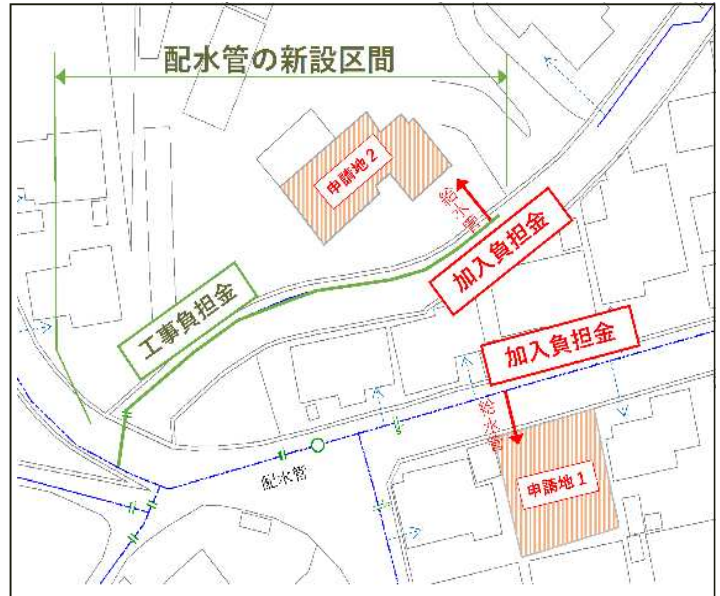 配水管の新設区間
申請地２
給水管
加入負担金
工事負担金
加入負担金
給水管
配水管
申請地１